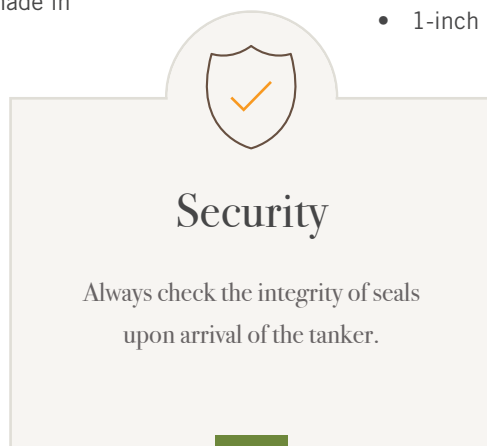 • 1-inch
Security
Always check the integrity of seals
upon arrival of the tanker.